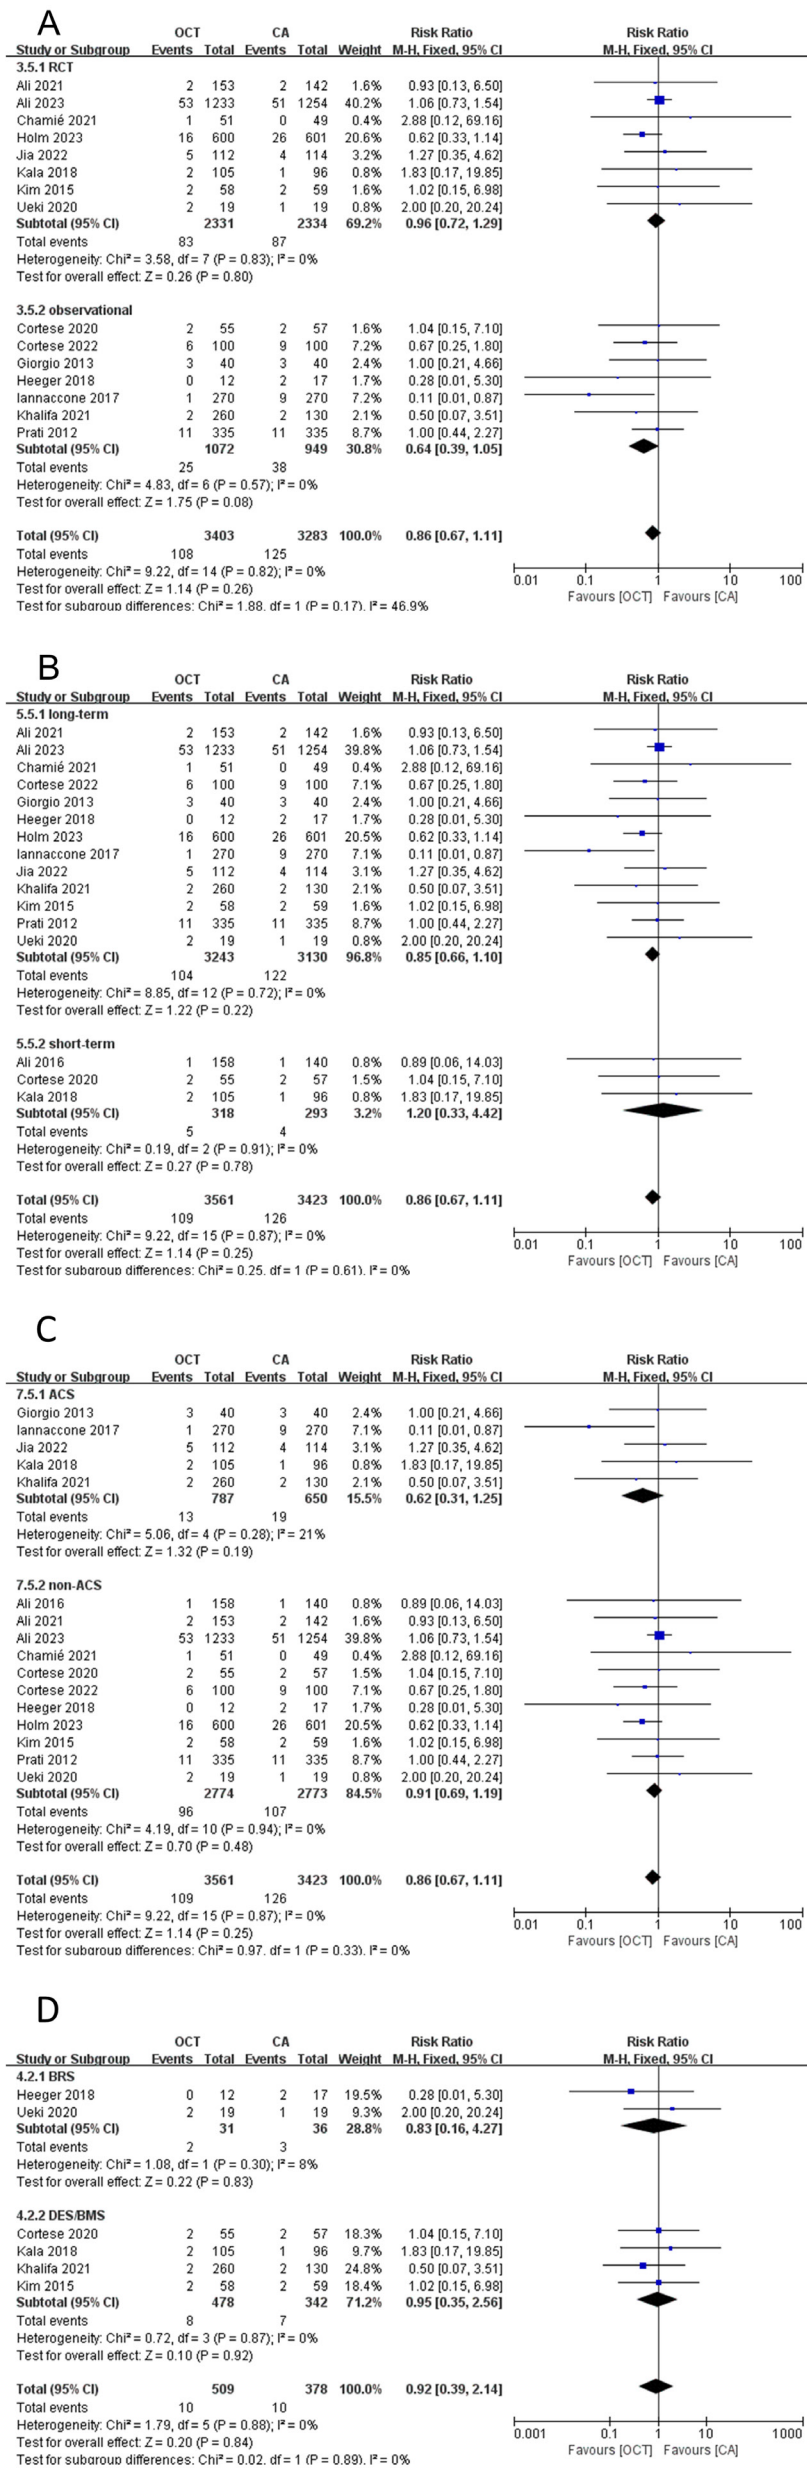 A
OCT CA Risk Ratio Risk Ratio
Study or Subgroup Events Total Events Total Weight M-H, Fixed, 95% CI M-H, Fixed, 95% CI
3.5.1 RCT
Ali 2021 2 153 2 142 1.6% 0.93 [0.13, 6.50]
Ali 2023 53 1233 51 1254 40.2% 1.06 [0.73, 1.54]
Chamié 2021 1 51 0 49 0.4% 2.88 [0.12, 69.16]
Holm 2023 16 600 26 601 20.6% 0.62 [0.33, 1.14]
Jia 2022 5 112 4 114 3.2% 1.27 [0.35, 4.62]
Kala 2018 2 105 1 96 0.8% 1.83 [0.17, 19.85]
Kim 2015 2 58 2 59 1.6% 1.02 [0.15, 6.98]
Ueki 2020 2 19 1 19 0.8% 2.00 [0.20, 20.24]
Subtotal (95% CI) 2331 2334 69.2% 0.96 [0.72, 1.29]
Total events 83 87
Heterogeneity: Chi² = 3.58, df = 7 (P = 0.83); I² = 0%
Test for overall effect: Z = 0.26 (P = 0.80)
3.5.2 observational
Cortese 2020 2 55 2 57 1.6% 1.04 [0.15, 7.10]
Cortese 2022 6 100 9 100 7.2% 0.67 [0.25, 1.80]
Giorgio 2013 3 40 3 40 2.4% 1.00 [0.21, 4.66]
Heeger 2018 0 12 2 17 1.7% 0.28 [0.01, 5.30]
Iannaccone 2017 1 270 9 270 7.2% 0.11 [0.01, 0.87]
Khalifa 2021 2 260 2 130 2.1% 0.50 [0.07, 3.51]
Prati 2012 11 335 11 335 8.7% 1.00 [0.44, 2.27]
Subtotal (95% CI) 1072 949 30.8% 0.64 [0.39, 1.05]
Total events 25 38
Heterogeneity: Chi² = 4.83, df = 6 (P = 0.57); I² = 0%
Test for overall effect: Z = 1.75 (P = 0.08)
Total (95% CI) 3403 3283 100.0% 0.86 [0.67, 1.11]
Total events 108 125
Heterogeneity: Chi² = 9.22, df = 14 (P = 0.82); I² = 0%
Test for overall effect: Z = 1.14 (P = 0.26)
Test for subgroup differences: Chi² = 1.88, df = 1 (P = 0.17), I² = 46.9%
0.01 0.1 1 10 100
Favours [OCT] Favours [CA]
B
OCT CA Risk Ratio Risk Ratio
Study or Subgroup Events Total Events Total Weight M-H, Fixed, 95% CI M-H, Fixed, 95% CI
5.5.1 long-term
Ali 2021 2 153 2 142 1.6% 0.93 [0.13, 6.50]
Ali 2023 53 1233 51 1254 39.8% 1.06 [0.73, 1.54]
Chamié 2021 1 51 0 49 0.4% 2.88 [0.12, 69.16]
Cortese 2022 6 100 9 100 7.1% 0.67 [0.25, 1.80]
Giorgio 2013 3 40 3 40 2.4% 1.00 [0.21, 4.66]
Heeger 2018 0 12 2 17 1.7% 0.28 [0.01, 5.30]
Holm 2023 16 600 26 601 20.5% 0.62 [0.33, 1.14]
Iannaccone 2017 1 270 9 270 7.1% 0.11 [0.01, 0.87]
Jia 2022 5 112 4 114 3.1% 1.27 [0.35, 4.62]
Khalifa 2021 2 260 2 130 2.1% 0.50 [0.07, 3.51]
Kim 2015 2 58 2 59 1.6% 1.02 [0.15, 6.98]
Prati 2012 11 335 11 335 8.7% 1.00 [0.44, 2.27]
Ueki 2020 2 19 1 19 0.8% 2.00 [0.20, 20.24]
Subtotal (95% CI) 3243 3130 96.8% 0.85 [0.66, 1.10]
Total events 104 122
Heterogeneity: Chi² = 8.85, df = 12 (P = 0.72); I² = 0%
Test for overall effect: Z = 1.22 (P = 0.22)
5.5.2 short-term
Ali 2016 1 158 1 140 0.8% 0.89 [0.06, 14.03]
Cortese 2020 2 55 2 57 1.5% 1.04 [0.15, 7.10]
Kala 2018 2 105 1 96 0.8% 1.83 [0.17, 19.85]
Subtotal (95% CI) 318 293 3.2% 1.20 [0.33, 4.42]
Total events 5 4
Heterogeneity: Chi² = 0.19, df = 2 (P = 0.91); I² = 0%
Test for overall effect: Z = 0.27 (P = 0.78)
Total (95% CI) 3561 3423 100.0% 0.86 [0.67, 1.11]
Total events 109 126
Heterogeneity: Chi² = 9.22, df = 15 (P = 0.87); I² = 0%
Test for overall effect: Z = 1.14 (P = 0.25)
Test for subgroup differences: Chi² = 0.25, df = 1 (P = 0.61), I² = 0%
0.01 0.1 1 10 100
Favours [OCT] Favours [CA]
C
OCT CA Risk Ratio Risk Ratio
Study or Subgroup Events Total Events Total Weight M-H, Fixed, 95% CI M-H, Fixed, 95% CI
7.5.1 ACS
Giorgio 2013 3 40 3 40 2.4% 1.00 [0.21, 4.66]
Iannaccone 2017 1 270 9 270 7.1% 0.11 [0.01, 0.87]
Jia 2022 5 112 4 114 3.1% 1.27 [0.35, 4.62]
Kala 2018 2 105 1 96 0.8% 1.83 [0.17, 19.85]
Khalifa 2021 2 260 2 130 2.1% 0.50 [0.07, 3.51]
Subtotal (95% CI) 787 650 15.5% 0.62 [0.31, 1.25]
Total events 13 19
Heterogeneity: Chi² = 5.06, df = 4 (P = 0.28); I² = 21%
Test for overall effect: Z = 1.32 (P = 0.19)
7.5.2 non-ACS
Ali 2016 1 158 1 140 0.8% 0.89 [0.06, 14.03]
Ali 2021 2 153 2 142 1.6% 0.93 [0.13, 6.50]
Ali 2023 53 1233 51 1254 39.8% 1.06 [0.73, 1.54]
Chamié 2021 1 51 0 49 0.4% 2.88 [0.12, 69.16]
Cortese 2020 2 55 2 57 1.5% 1.04 [0.15, 7.10]
Cortese 2022 6 100 9 100 7.1% 0.67 [0.25, 1.80]
Heeger 2018 0 12 2 17 1.7% 0.28 [0.01, 5.30]
Holm 2023 16 600 26 601 20.5% 0.62 [0.33, 1.14]
Kim 2015 2 58 2 59 1.6% 1.02 [0.15, 6.98]
Prati 2012 11 335 11 335 8.7% 1.00 [0.44, 2.27]
Ueki 2020 2 19 1 19 0.8% 2.00 [0.20, 20.24]
Subtotal (95% CI) 2774 2773 84.5% 0.91 [0.69, 1.19]
Total events 96 107
Heterogeneity: Chi² = 4.19, df = 10 (P = 0.94); I² = 0%
Test for overall effect: Z = 0.70 (P = 0.48)
Total (95% CI) 3561 3423 100.0% 0.86 [0.67, 1.11]
Total events 109 126
Heterogeneity: Chi² = 9.22, df = 15 (P = 0.87); I² = 0%
Test for overall effect: Z = 1.14 (P = 0.25)
Test for subgroup differences: Chi² = 0.97, df = 1 (P = 0.33), I² = 0%
0.01 0.1 1 10 100
Favours [OCT] Favours [CA]
D
OCT CA Risk Ratio Risk Ratio
Study or Subgroup Events Total Events Total Weight M-H, Fixed, 95% CI M-H, Fixed, 95% CI
4.2.1 BRS
Heeger 2018 0 12 2 17 19.5% 0.28 [0.01, 5.30]
Ueki 2020 2 19 1 19 9.3% 2.00 [0.20, 20.24]
Subtotal (95% CI) 31 36 28.8% 0.83 [0.16, 4.27]
Total events 2 3
Heterogeneity: Chi² = 1.08, df = 1 (P = 0.30); I² = 8%
Test for overall effect: Z = 0.22 (P = 0.83)
4.2.2 DES/BMS
Cortese 2020 2 55 2 57 18.3% 1.04 [0.15, 7.10]
Kala 2018 2 105 1 96 9.7% 1.83 [0.17, 19.85]
Khalifa 2021 2 260 2 130 24.8% 0.50 [0.07, 3.51]
Kim 2015 2 58 2 59 18.4% 1.02 [0.15, 6.98]
Subtotal (95% CI) 478 342 71.2% 0.95 [0.35, 2.56]
Total events 8 7
Heterogeneity: Chi² = 0.72, df = 3 (P = 0.87); I² = 0%
Test for overall effect: Z = 0.10 (P = 0.92)
Total (95% CI) 509 378 100.0% 0.92 [0.39, 2.14]
Total events 10 10
Heterogeneity: Chi² = 1.79, df = 5 (P = 0.88); I² = 0%
Test for overall effect: Z = 0.20 (P = 0.84)
Test for subgroup differences: Chi² = 0.02, df = 1 (P = 0.89), I² = 0%
0.001 0.1 1 10 1000
Favours [OCT] Favours [CA]